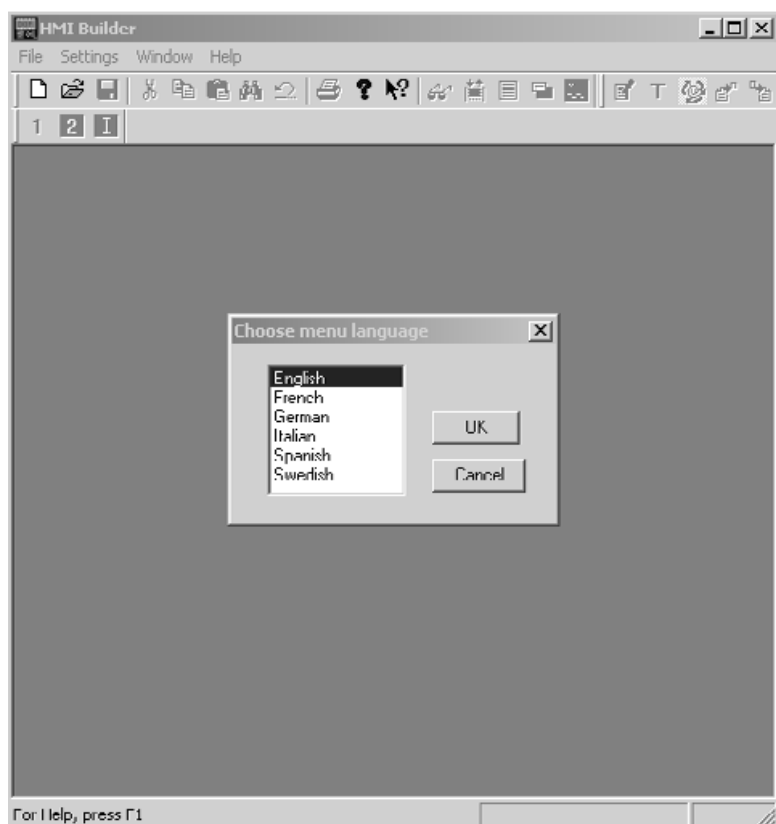 HMI Builder
File Settings Window Help
1 2 I
Choose menu language
English
French
German
Italian
Spanish
Swedish
OK
Cancel
For Help, press F1